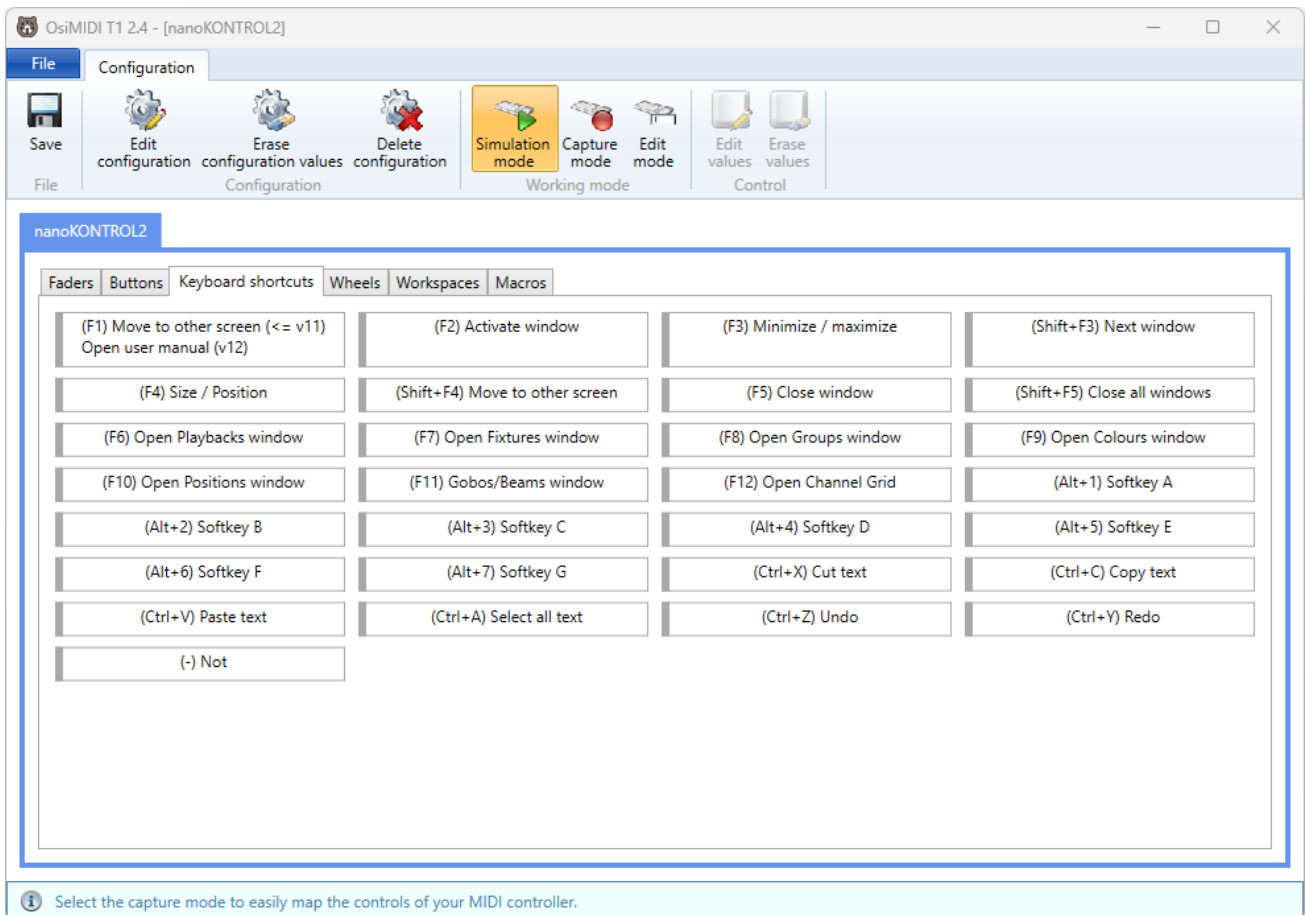 OsiMIDI T1 2.4 - [nanoKONTROL2]
File
Configuration
Save
Edit
configuration
Erase
configuration values
Delete
configuration
Simulation
mode
Capture
mode
Edit
mode
Edit
values
Erase
values
File
Configuration
Working mode
Control
nanoKONTROL2
Faders
Buttons
Keyboard shortcuts
Wheels
Workspaces
Macros
(F1) Move to other screen (<= v11)
Open user manual (v12)
(F2) Activate window
(F3) Minimize / maximize
(Shift+F3) Next window
(F4) Size / Position
(Shift+F4) Move to other screen
(F5) Close window
(Shift+F5) Close all windows
(F6) Open Playbacks window
(F7) Open Fixtures window
(F8) Open Groups window
(F9) Open Colours window
(F10) Open Positions window
(F11) Gobos/Beams window
(F12) Open Channel Grid
(Alt+1) Softkey A
(Alt+2) Softkey B
(Alt+3) Softkey C
(Alt+4) Softkey D
(Alt+5) Softkey E
(Alt+6) Softkey F
(Alt+7) Softkey G
(Ctrl+X) Cut text
(Ctrl+C) Copy text
(Ctrl+V) Paste text
(Ctrl+A) Select all text
(Ctrl+Z) Undo
(Ctrl+Y) Redo
(-) Not
Select the capture mode to easily map the controls of your MIDI controller.